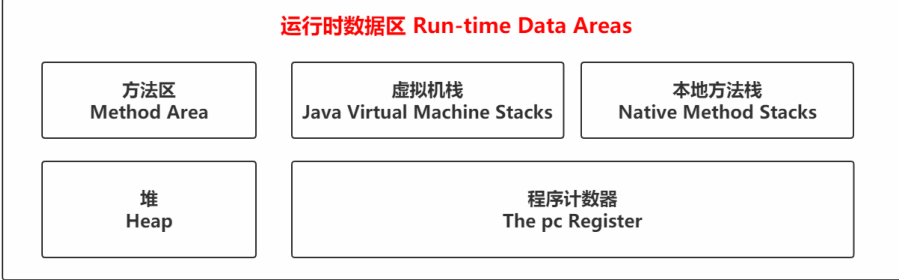 运行时数据区 Run-time Data Areas
方法区
Method Area
虚拟机栈
Java Virtual Machine Stacks
本地方法栈
Native Method Stacks
堆
Heap
程序计数器
The pc Register